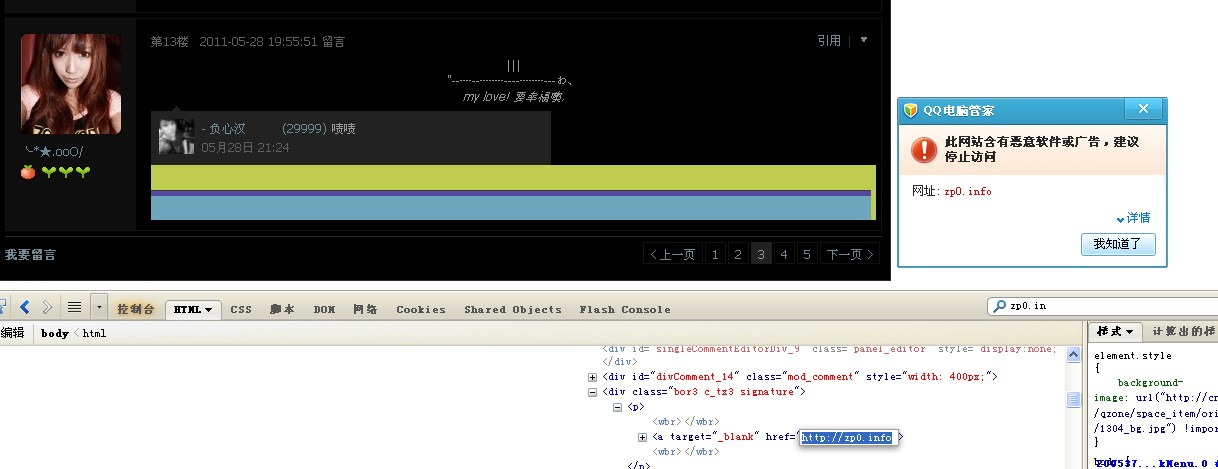 第13楼 2011-05-28 19:55:51 留言
引用
| | |
"--------------------------わ、
my love! 要幸福噢.
╰*★.ooO/
- 负心汉 (29999) 啧啧
05月28日 21:24
我要留言
<上一页 1 2 3 4 5 下一页>
QQ电脑管家
此网站含有恶意软件或广告，建议
停止访问
网址: zp0.info
详情
我知道了
控制台 HTML CSS 脚本 DOM 网络 Cookies Shared Objects Flash Console
zp0.in
编辑 body < html
样式 计算出的样
<div id="singleCommentEditorDiv_9" class="panel_editor" style="display:none;
</div>
<div id="divComment_14" class="mod_comment" style="width: 400px;">
<div class="bor3 c_tx3 signature">
<p>
<wbr></wbr>
<a target="_blank" href="http://zp0.info">
<wbr></wbr>
</p>
element.style
{
background-
image: url("http://cn
/qzone/space_item/ori
/1304_bg.jpg") !impor
}